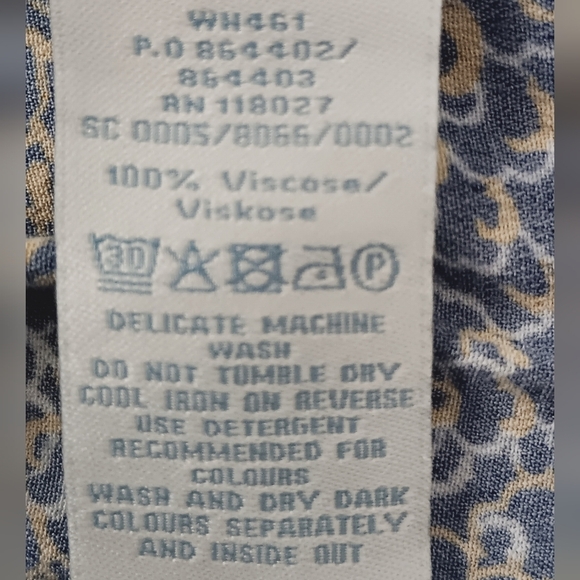 WH461
P.O 864402/
864403
RN 118027
SC 0005/8066/0002
100% Viscose/
Viskose
30 P
DELICATE MACHINE
WASH
DO NOT TUMBLE DRY
COOL IRON ON REVERSE
USE DETERGENT
RECOMMENDED FOR
COLOURS
WASH AND DRY DARK
COLOURS SEPARATELY
AND INSIDE OUT